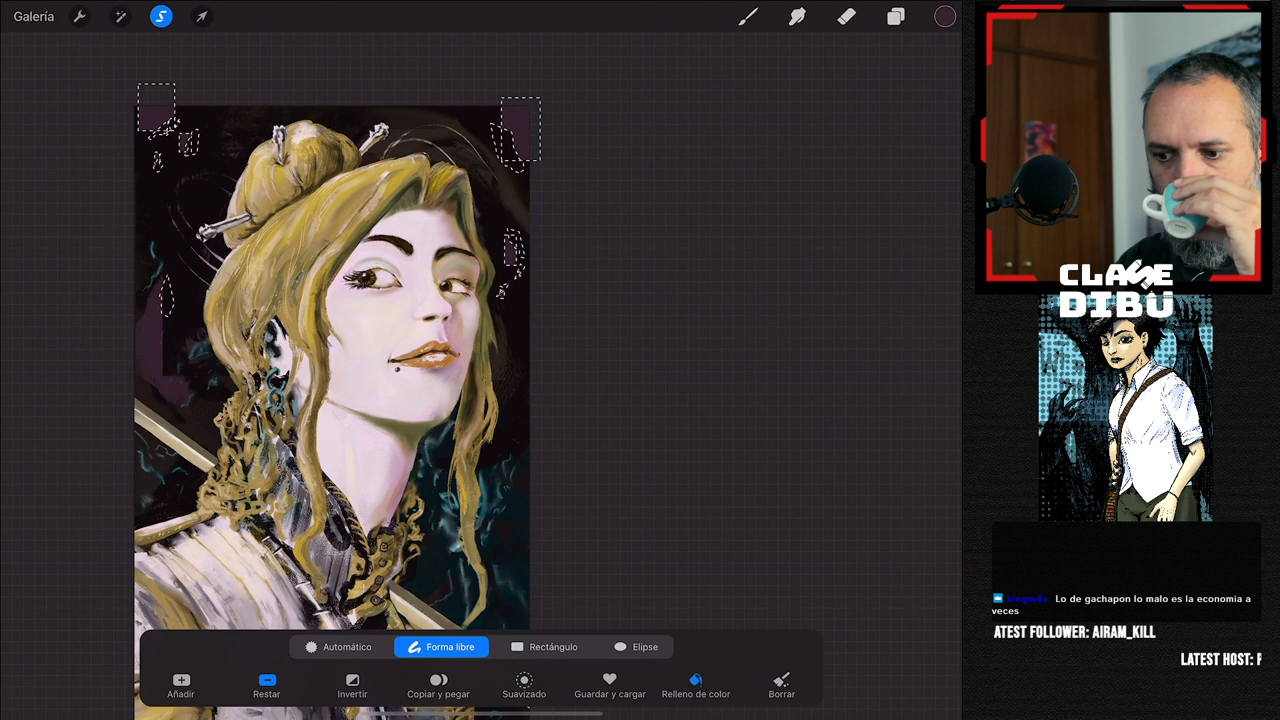 Galería
Automático
Forma libre
Rectángulo
Elipse
Añadir
Restar
Invertir
Copiar y pegar
Suavizado
Guardar y cargar
Relleno de color
Borrar
CLASE
DIBU
Lo de gachapon lo malo es la economia a
veces
ATEST FOLLOWER: AIRAM_KILL
LATEST HOST: F